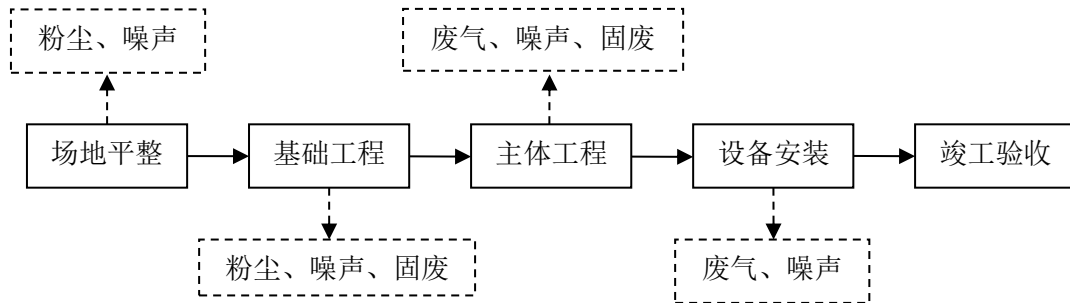 粉尘、噪声
废气、噪声、固废
场地平整
基础工程
主体工程
设备安装
竣工验收
粉尘、噪声、固废
废气、噪声